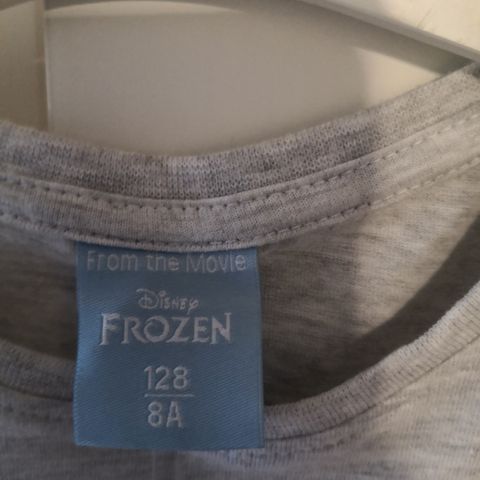 From the Movie
Disney
FROZEN
128
8A